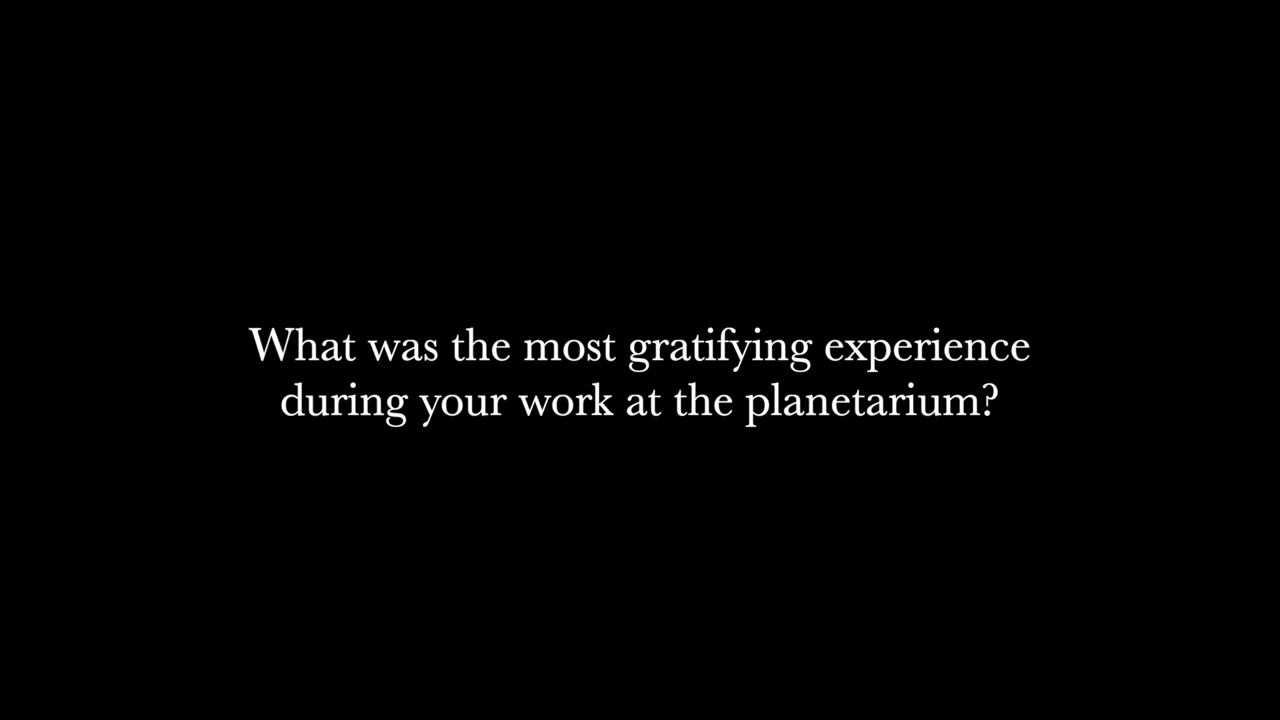 What was the most gratifying experience
during your work at the planetarium?